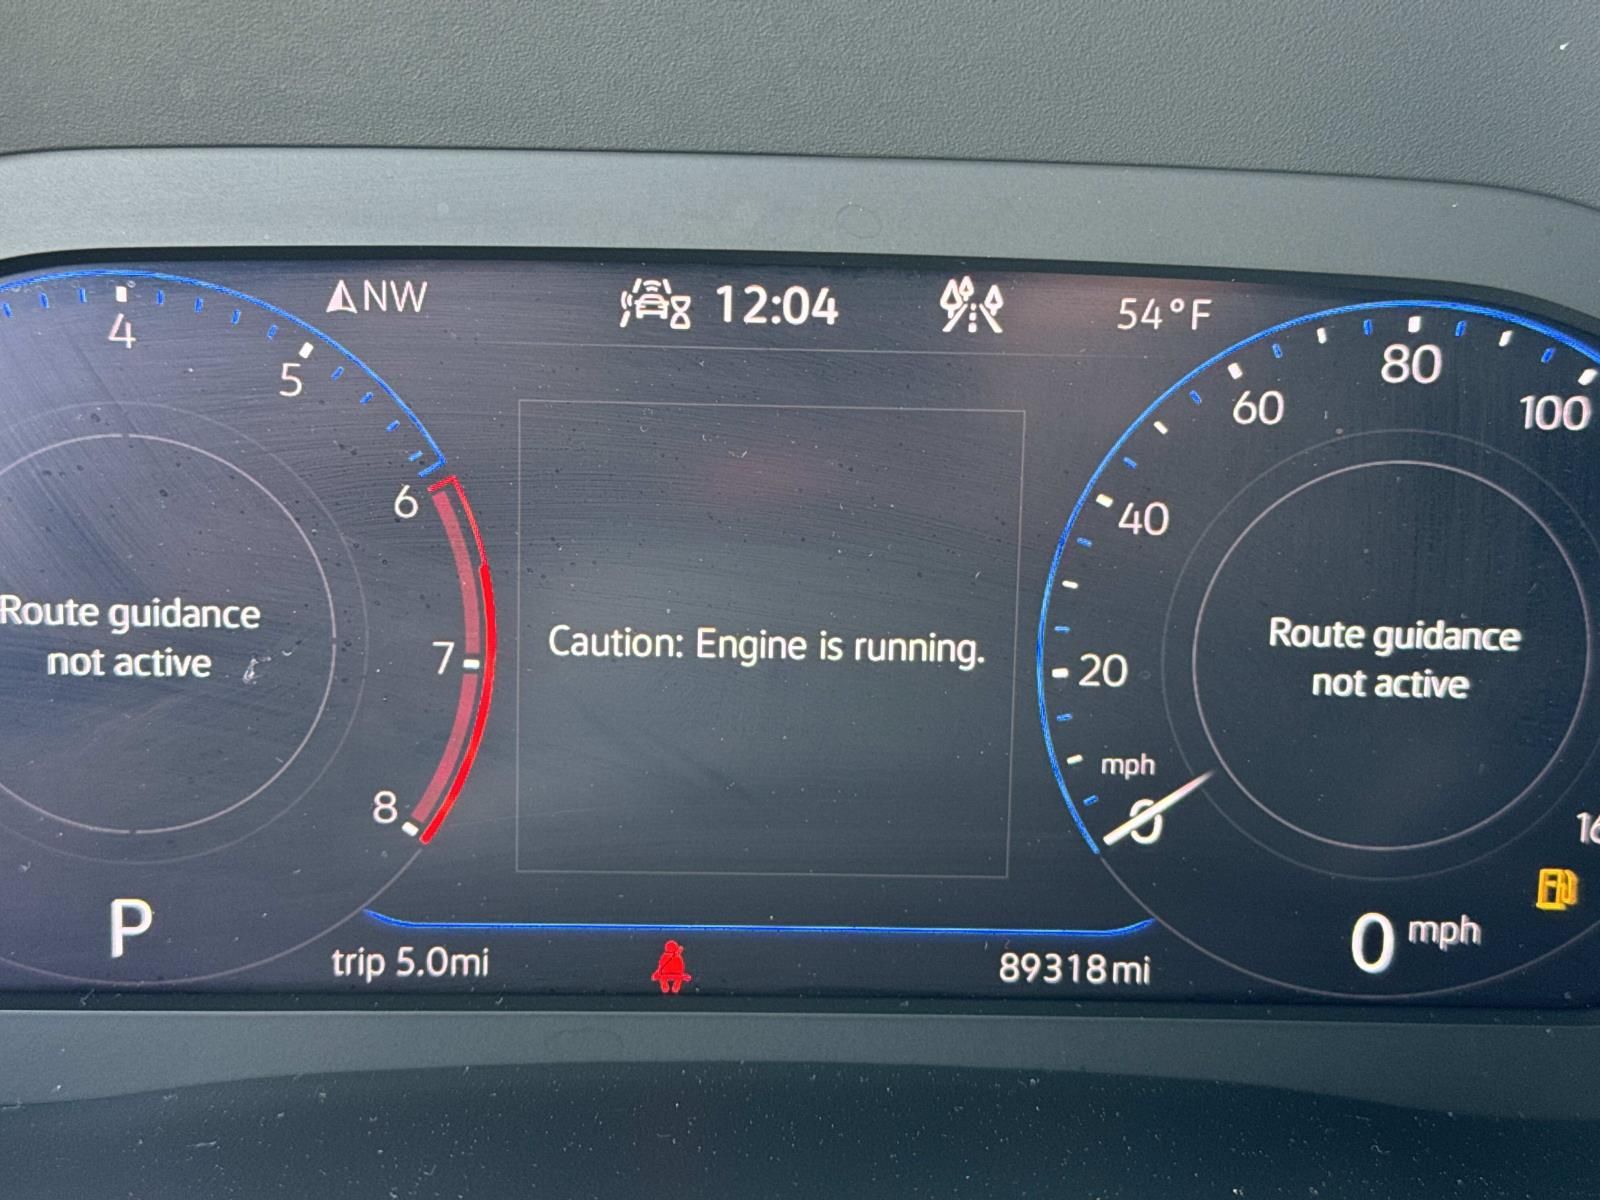 NW
12:04
54°F
4
5
6
7
8
Route guidance
not active
Caution: Engine is running.
20
40
60
80
100
mph
0
Route guidance
not active
P
trip 5.0mi
89318mi
0 mph